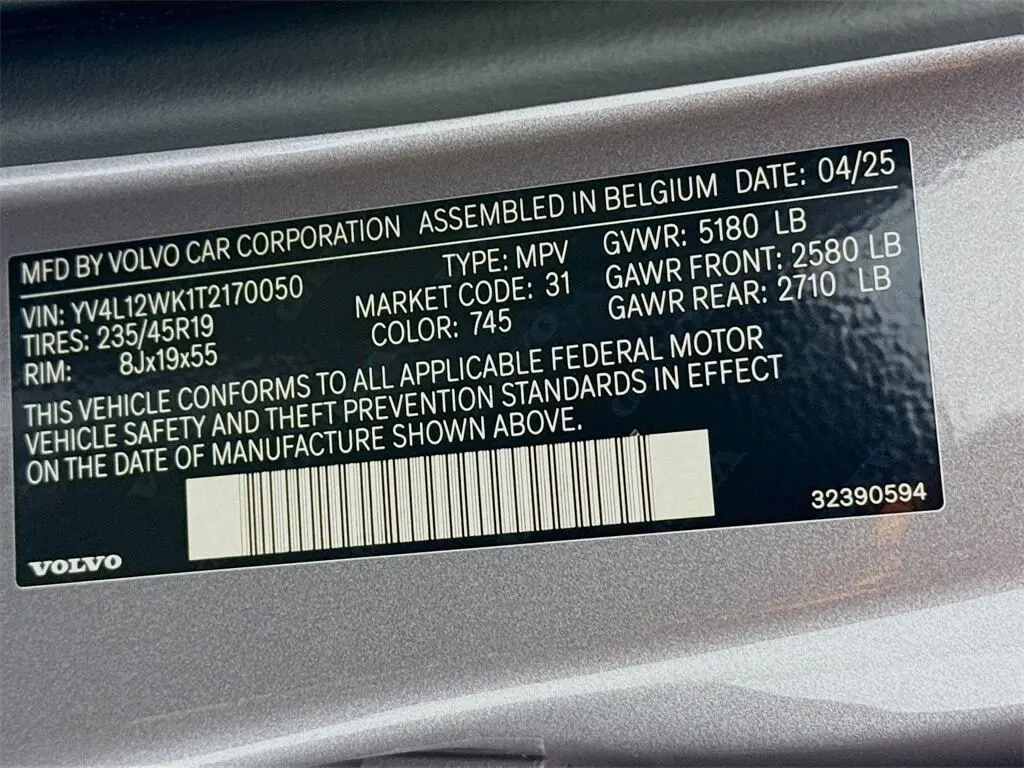 MFD BY VOLVO CAR CORPORATION ASSEMBLED IN BELGIUM DATE: 04/25
VIN: YV4L12WK1T2170050 TYPE: MPV GVWR: 5180 LB
TIRES: 235/45R19 MARKET CODE: 31 GAWR FRONT: 2580 LB
RIM: 8Jx19x55 COLOR: 745 GAWR REAR: 2710 LB
THIS VEHICLE CONFORMS TO ALL APPLICABLE FEDERAL MOTOR
VEHICLE SAFETY AND THEFT PREVENTION STANDARDS IN EFFECT
ON THE DATE OF MANUFACTURE SHOWN ABOVE.
32390594
VOLVO